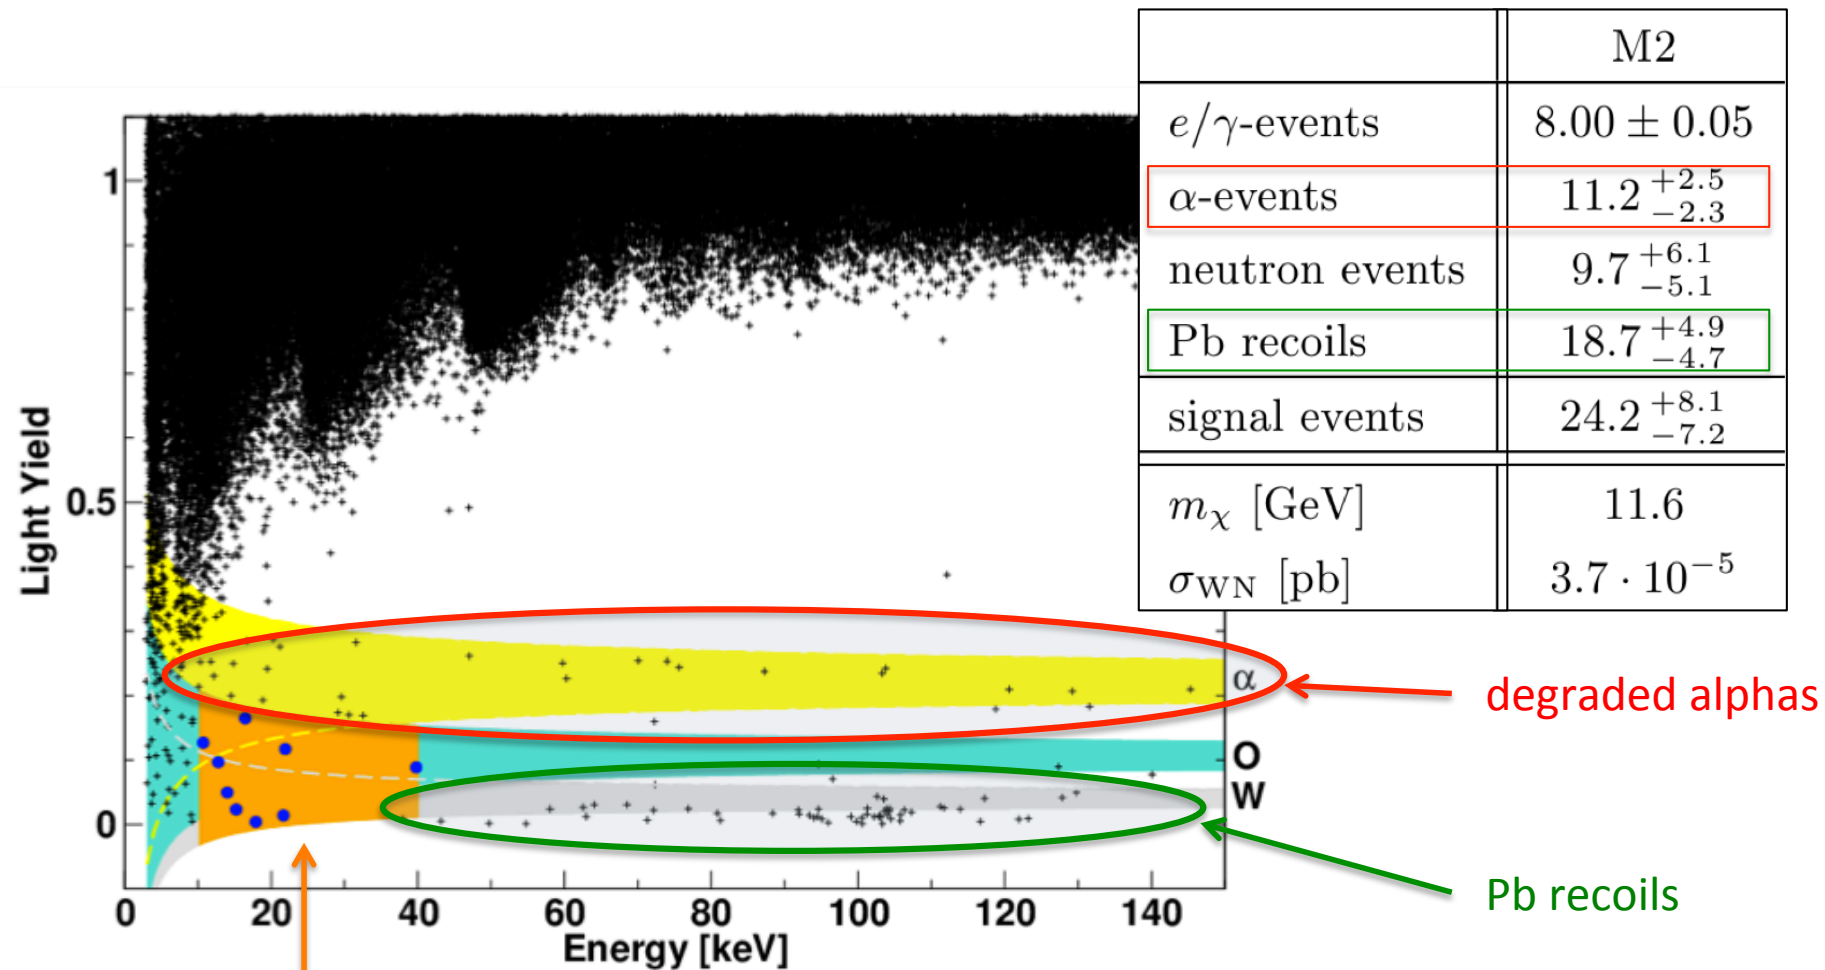 M2
e/γ-events 8.00 ± 0.05
α-events 11.2 +2.5 −2.3
neutron events 9.7 +6.1 −5.1
Pb recoils 18.7 +4.9 −4.7
signal events 24.2 +8.1 −7.2
mχ [GeV] 11.6
σWN [pb] 3.7 · 10−5
1
0.5
0
Light Yield
α
O
W
degraded alphas
Pb recoils
0 20 40 60 80 100 120 140
Energy [keV]